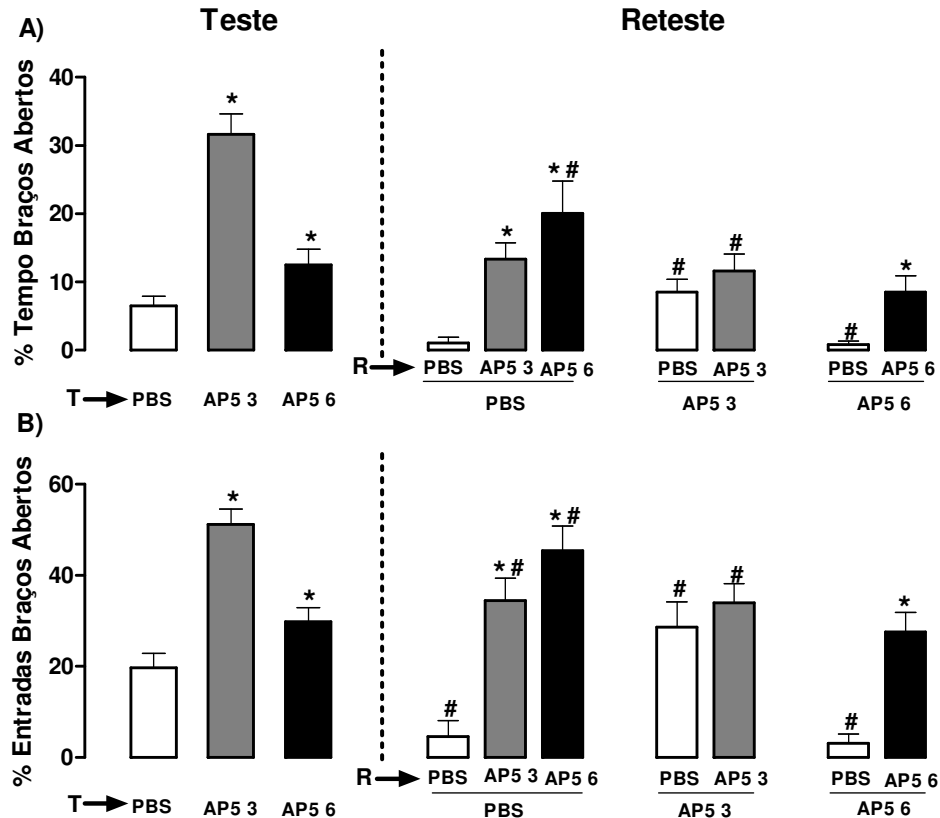 Teste Reteste
A)
% Tempo Braços Abertos
40
30
20
10
0
* * * * # * # # # *
R PBS AP5 3 AP5 6 PBS AP5 3 PBS AP5 6
T PBS AP5 3 AP5 6 PBS AP5 3 AP5 6
B)
% Entradas Braços Abertos
60
40
20
0
* * # * # * # # # # *
R PBS AP5 3 AP5 6 PBS AP5 3 PBS AP5 6
T PBS AP5 3 AP5 6 PBS AP5 3 AP5 6